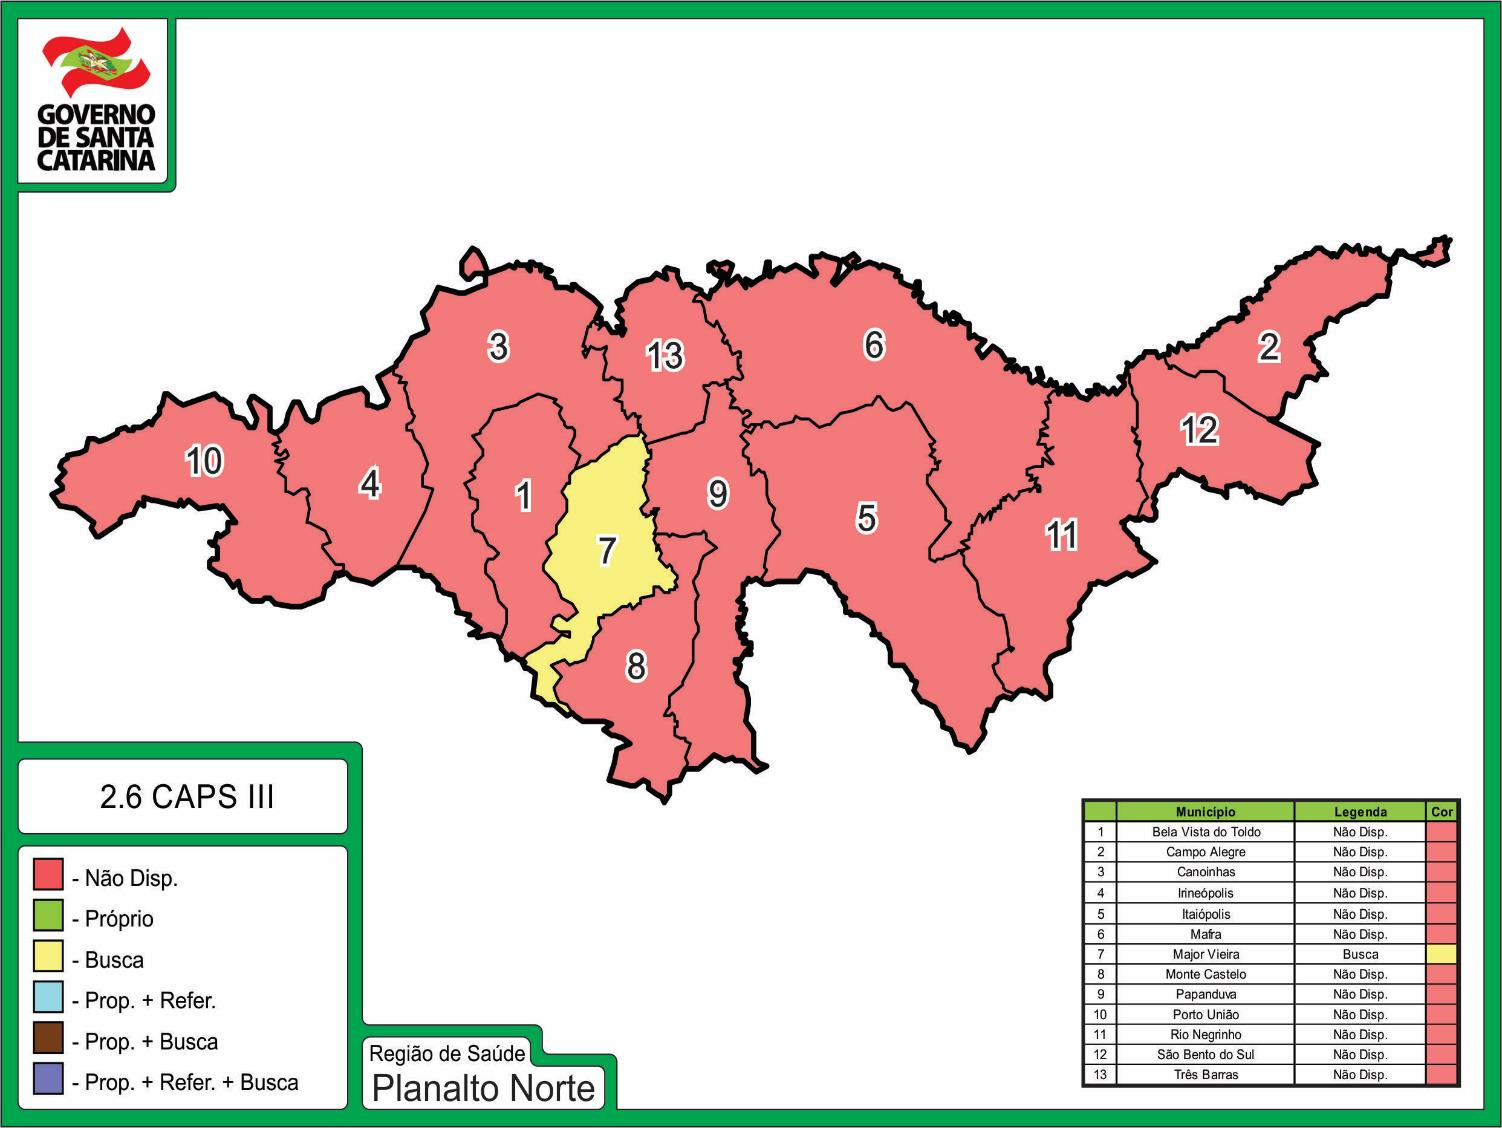 GOVERNO
DE SANTA
CATARINA
3
13
6
2
10
4
1
7
9
5
11
12
8
2.6 CAPS III
- Não Disp.
- Próprio
- Busca
- Prop. + Refer.
- Prop. + Busca
- Prop. + Refer. + Busca
Região de Saúde
Planalto Norte
Município Legenda Cor
1 Bela Vista do Toldo Não Disp.
2 Campo Alegre Não Disp.
3 Canoinhas Não Disp.
4 Irineópolis Não Disp.
5 Itaiópolis Não Disp.
6 Mafra Não Disp.
7 Major Vieira Busca
8 Monte Castelo Não Disp.
9 Papanduva Não Disp.
10 Porto União Não Disp.
11 Rio Negrinho Não Disp.
12 São Bento do Sul Não Disp.
13 Três Barras Não Disp.